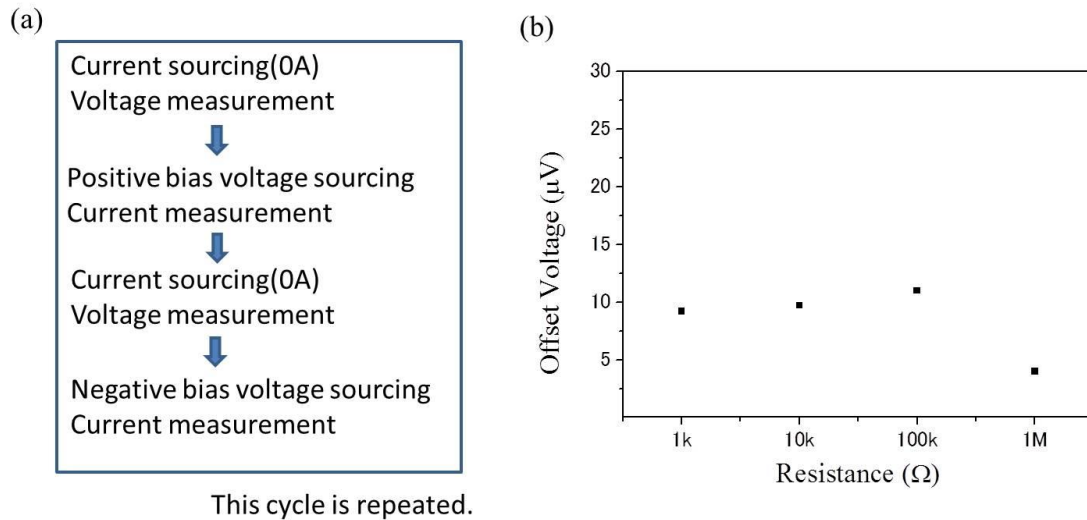 (a)
Current sourcing(0A)
Voltage measurement
Positive bias voltage sourcing
Current measurement
Current sourcing(0A)
Voltage measurement
Negative bias voltage sourcing
Current measurement
This cycle is repeated.
(b)
Offset Voltage (μV)
30
25
20
15
10
5
1k 10k 100k 1M
Resistance (Ω)